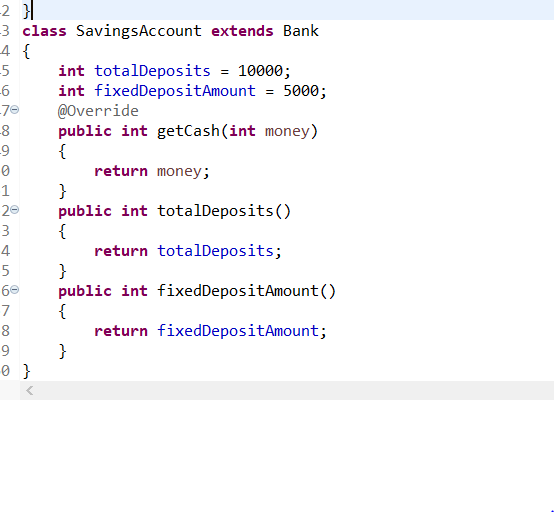 2 }
3 class SavingsAccount extends Bank
4 {
5     int totalDeposits = 10000;
6     int fixedDepositAmount = 5000;
7     @Override
8     public int getCash(int money)
9     {
0         return money;
1     }
2     public int totalDeposits()
3     {
4         return totalDeposits;
5     }
6     public int fixedDepositAmount()
7     {
8         return fixedDepositAmount;
9     }
0 }